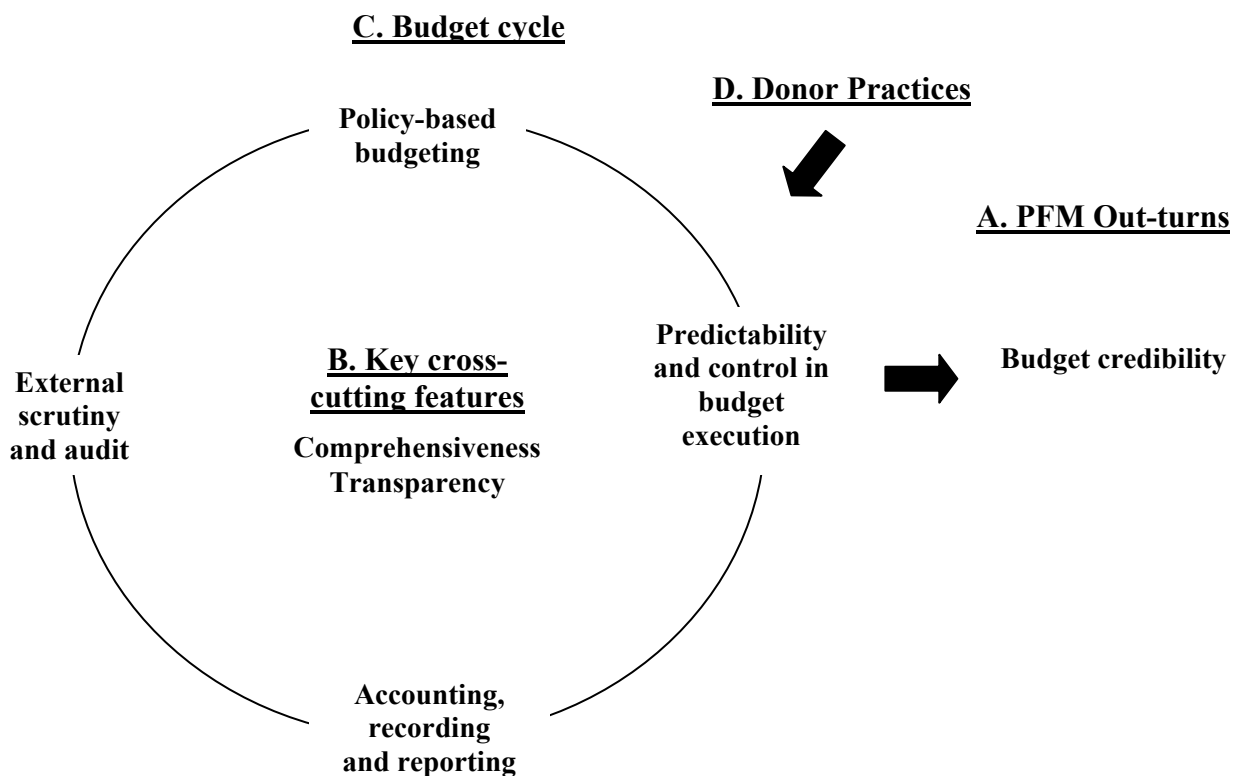 C. Budget cycle
D. Donor Practices
Policy-based
budgeting
A. PFM Out-turns
Predictability
and control in
budget
execution
Budget credibility
B. Key cross-
cutting features
Comprehensiveness
Transparency
External
scrutiny
and audit
Accounting,
recording
and reporting